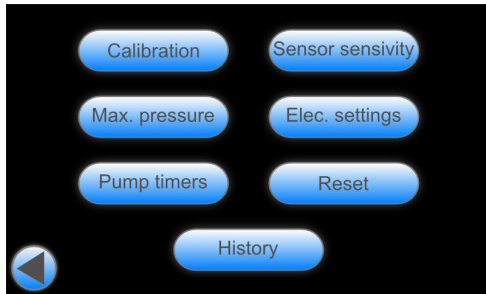 Calibration
Sensor sensivity
Max. pressure
Elec. settings
Pump timers
Reset
History